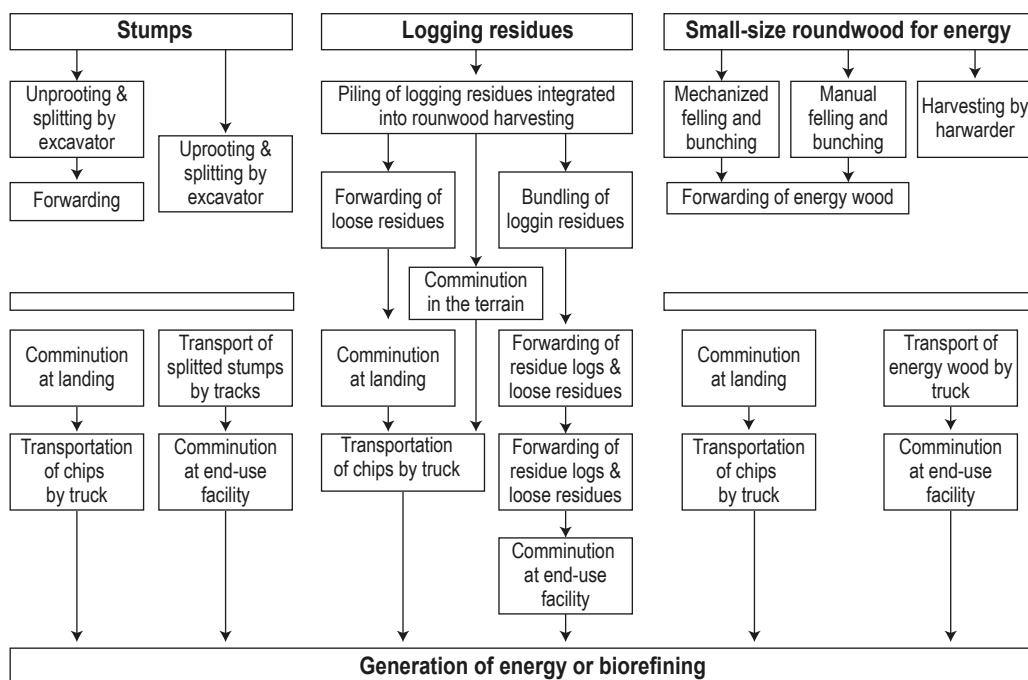 Stumps
Unprooting &
splitting by
excavator
Forwarding
Uprooting &
splitting by
excavator
Comminution
at landing
Transport of
splitted stumps
by tracks
Transportation
of chips
by truck
Comminution
at end-use
facility
Logging residues
Piling of logging residues integrated
into rounwood harvesting
Forwarding of
loose residues
Bundling of
loggin residues
Comminution
in the terrain
Comminution
at landing
Forwarding of
residue logs &
loose residues
Transportation
of chips by truck
Forwarding of
residue logs &
loose residues
Comminution
at end-use
facility
Small-size roundwood for energy
Mechanized
felling and
bunching
Manual
felling and
bunching
Harvesting by
harwarder
Forwarding of energy wood
Comminution
at landing
Transport of
energy wood by
truck
Transportation
of chips
by truck
Comminution
at end-use
facility
Generation of energy or biorefining